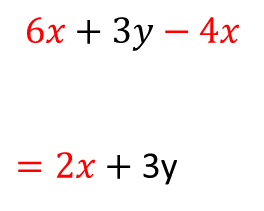 6x + 3y − 4x
= 2x + 3y